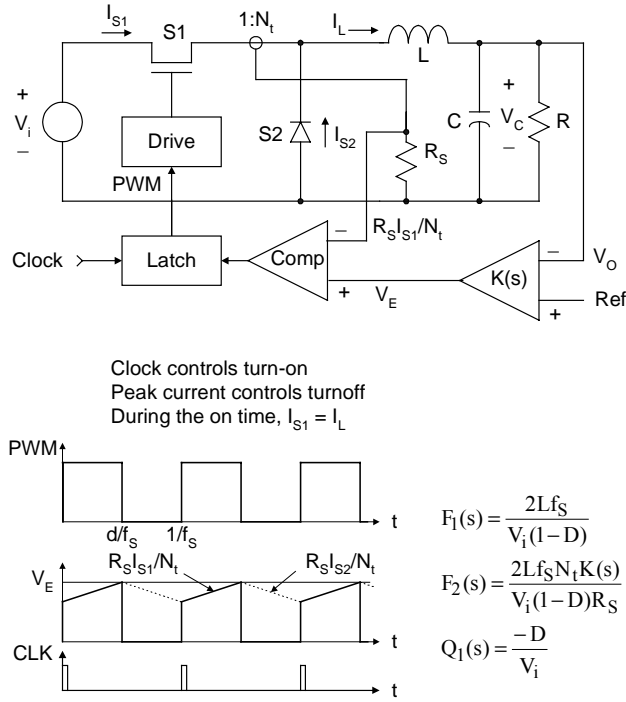 I_S1
S1
1:N_t
I_L
L
+
V_i
–
Drive
S2
I_S2
R_S
C
+
V_C
–
R
PWM
R_S I_S1/N_t
Clock
Latch
Comp
–
+
V_E
K(s)
–
+
V_O
Ref
Clock controls turn-on
Peak current controls turnoff
During the on time, I_S1 = I_L
PWM
d/f_S
1/f_S
t
V_E
R_S I_S1/N_t
R_S I_S2/N_t
t
CLK
t
F_1(s) = 2Lf_S / V_i(1–D)
F_2(s) = 2Lf_S N_t K(s) / V_i(1–D)R_S
Q_1(s) = –D / V_i